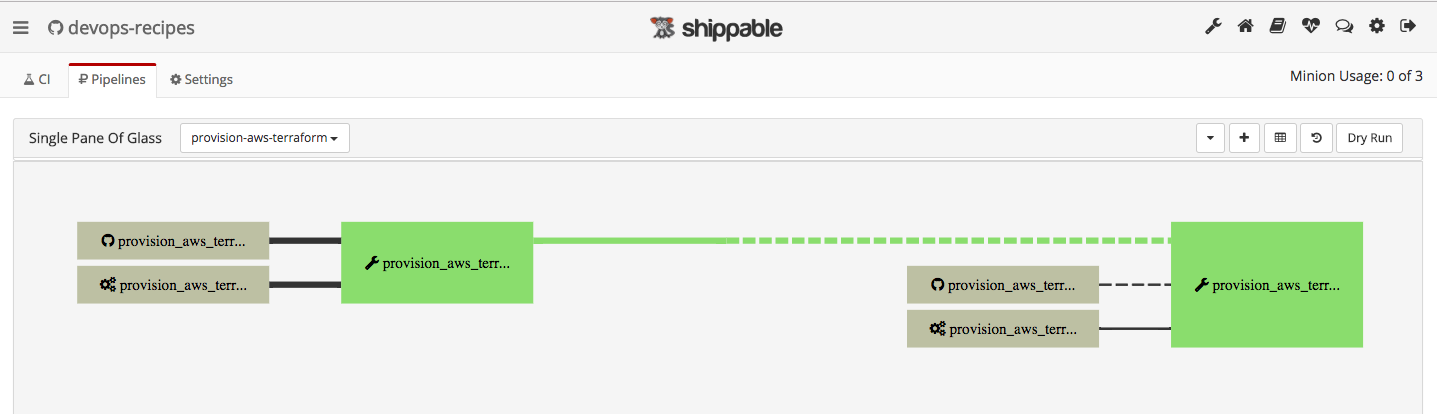 devops-recipes
shippable
CI
Pipelines
Settings
Minion Usage: 0 of 3
Single Pane Of Glass
provision-aws-terraform
Dry Run
provision_aws_terr...
provision_aws_terr...
provision_aws_terr...
provision_aws_terr...
provision_aws_terr...
provision_aws_terr...